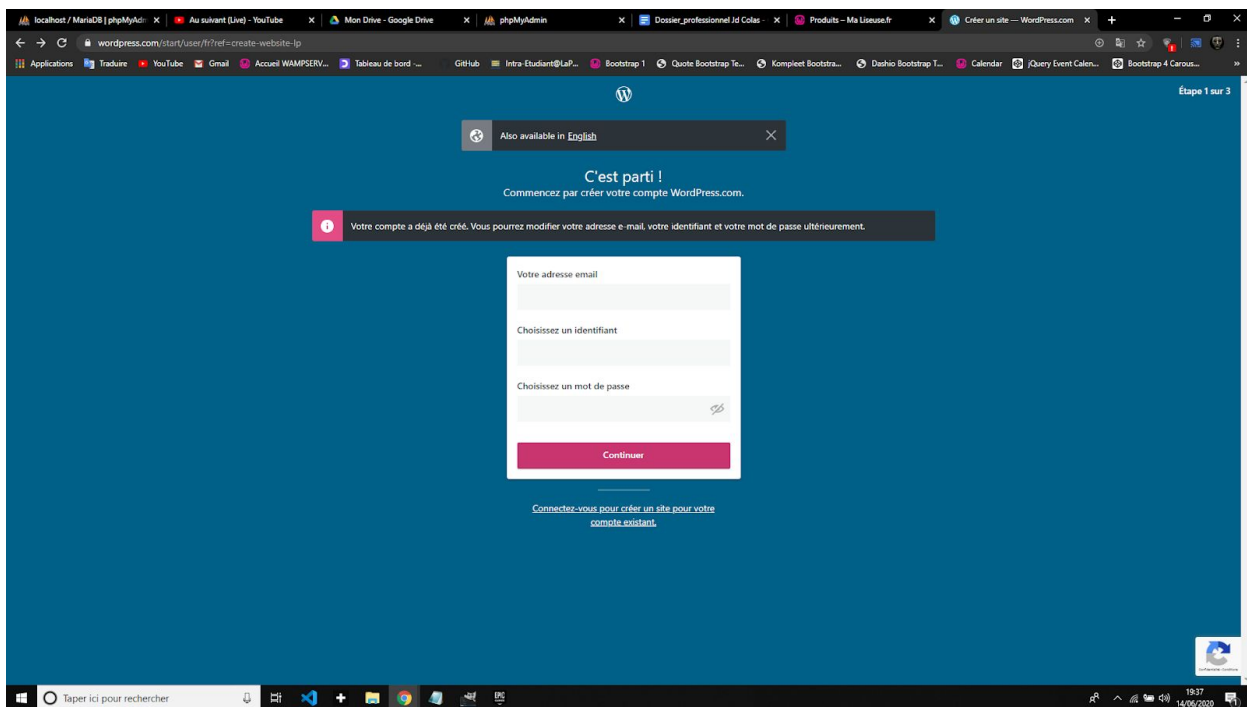 localhost / MariaDB | phpMyAdm
Au suivant (Live) - YouTube
Mon Drive - Google Drive
phpMyAdmin
Dossier_professionnel Jd Colas -
Produits – Ma Liseuse.fr
Créer un site — WordPress.com
wordpress.com/start/user/fr?ref=create-website-lp
Applications
Traduire
YouTube
Gmail
Accueil WAMPSERV...
Tableau de bord -...
GitHub
Intra-Etudiant@LaP...
Bootstrap 1
Quote Bootstrap Te...
Kompleet Bootstra...
Dashio Bootstrap T...
Calendar
jQuery Event Calen...
Bootstrap 4 Carous...
»
Étape 1 sur 3
Also available in English
C'est parti !
Commencez par créer votre compte WordPress.com.
Votre compte a déjà été créé. Vous pourrez modifier votre adresse e-mail, votre identifiant et votre mot de passe ultérieurement.
Votre adresse email
Choisissez un identifiant
Choisissez un mot de passe
Continuer
Connectez-vous pour créer un site pour votre
compte existant.
Taper ici pour rechercher
EPIC
19:37
14/06/2020